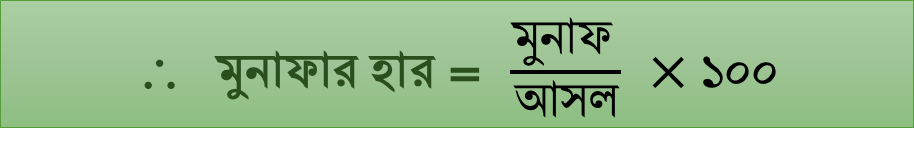 ∴ মুনাফার হার = মুনাফ / আসল × ১০০